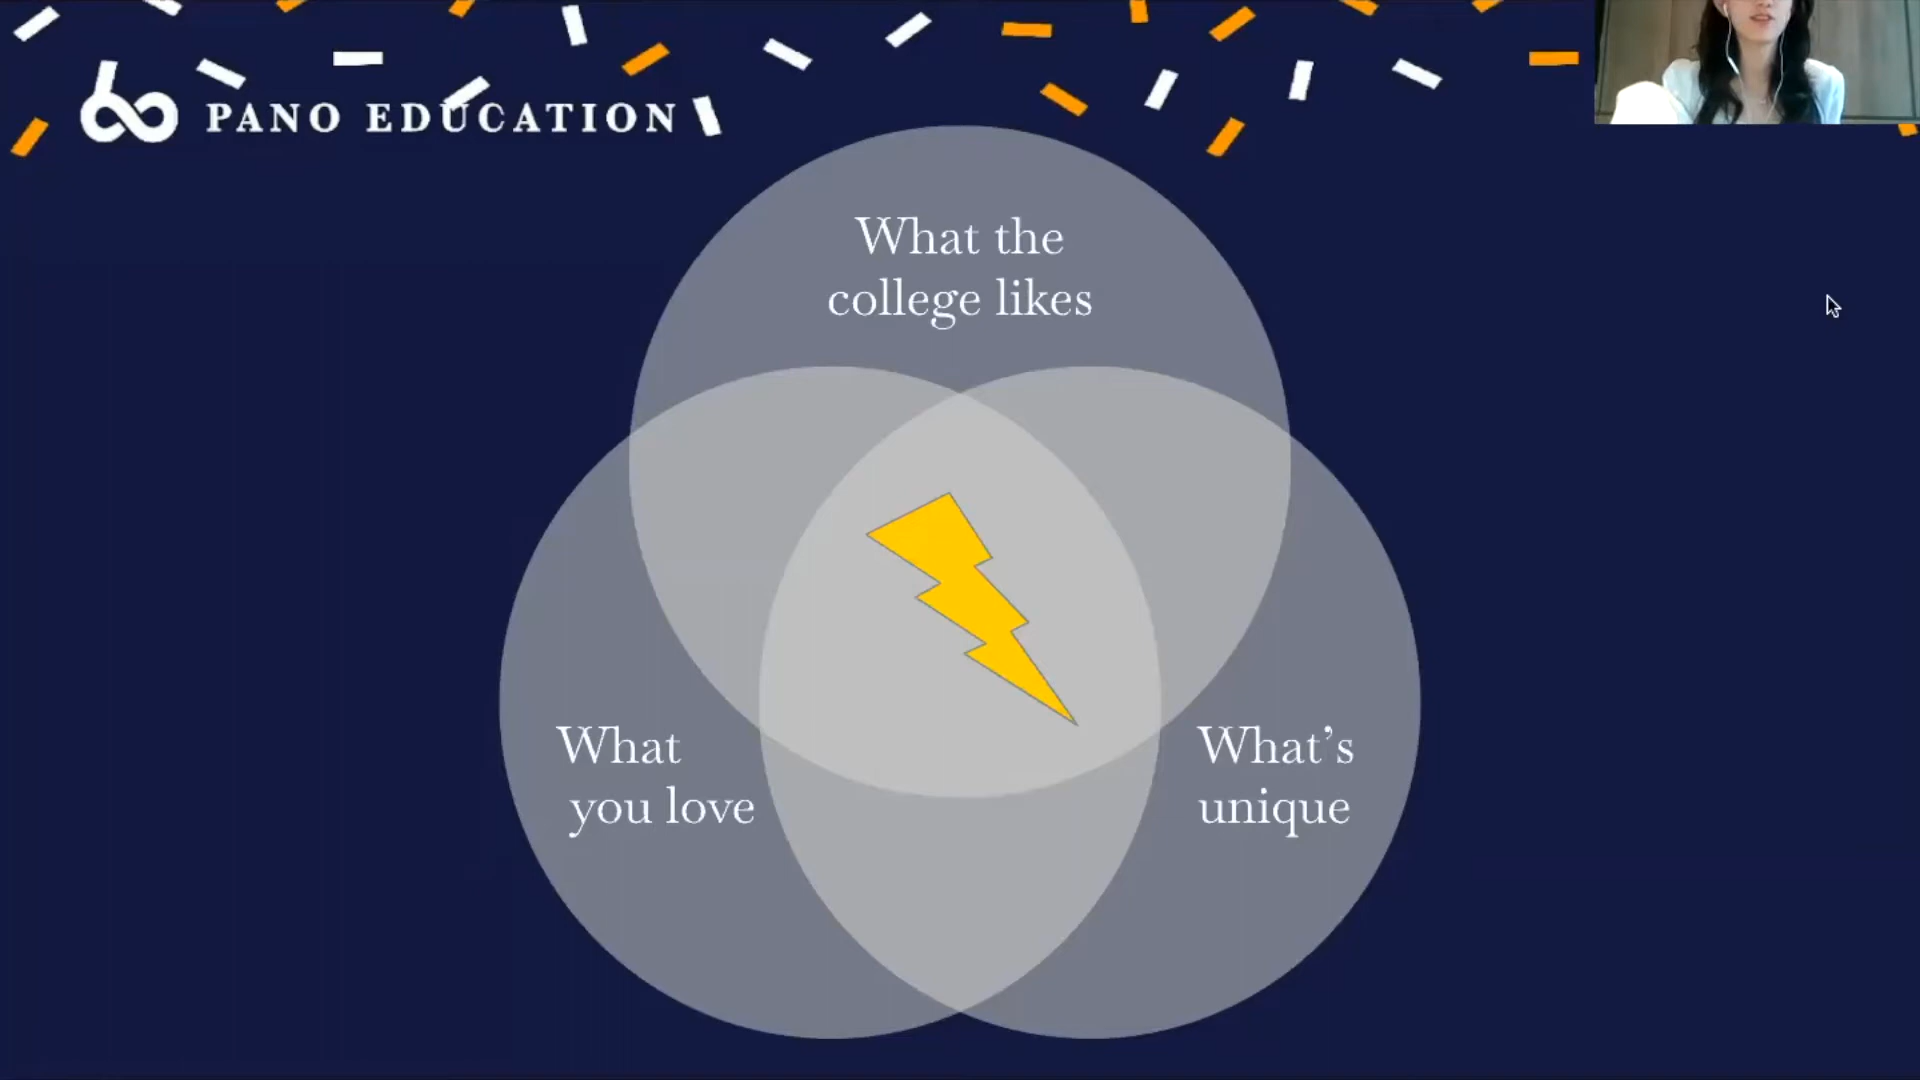 PANO EDUCATION
What the
college likes
What
you love
What's
unique